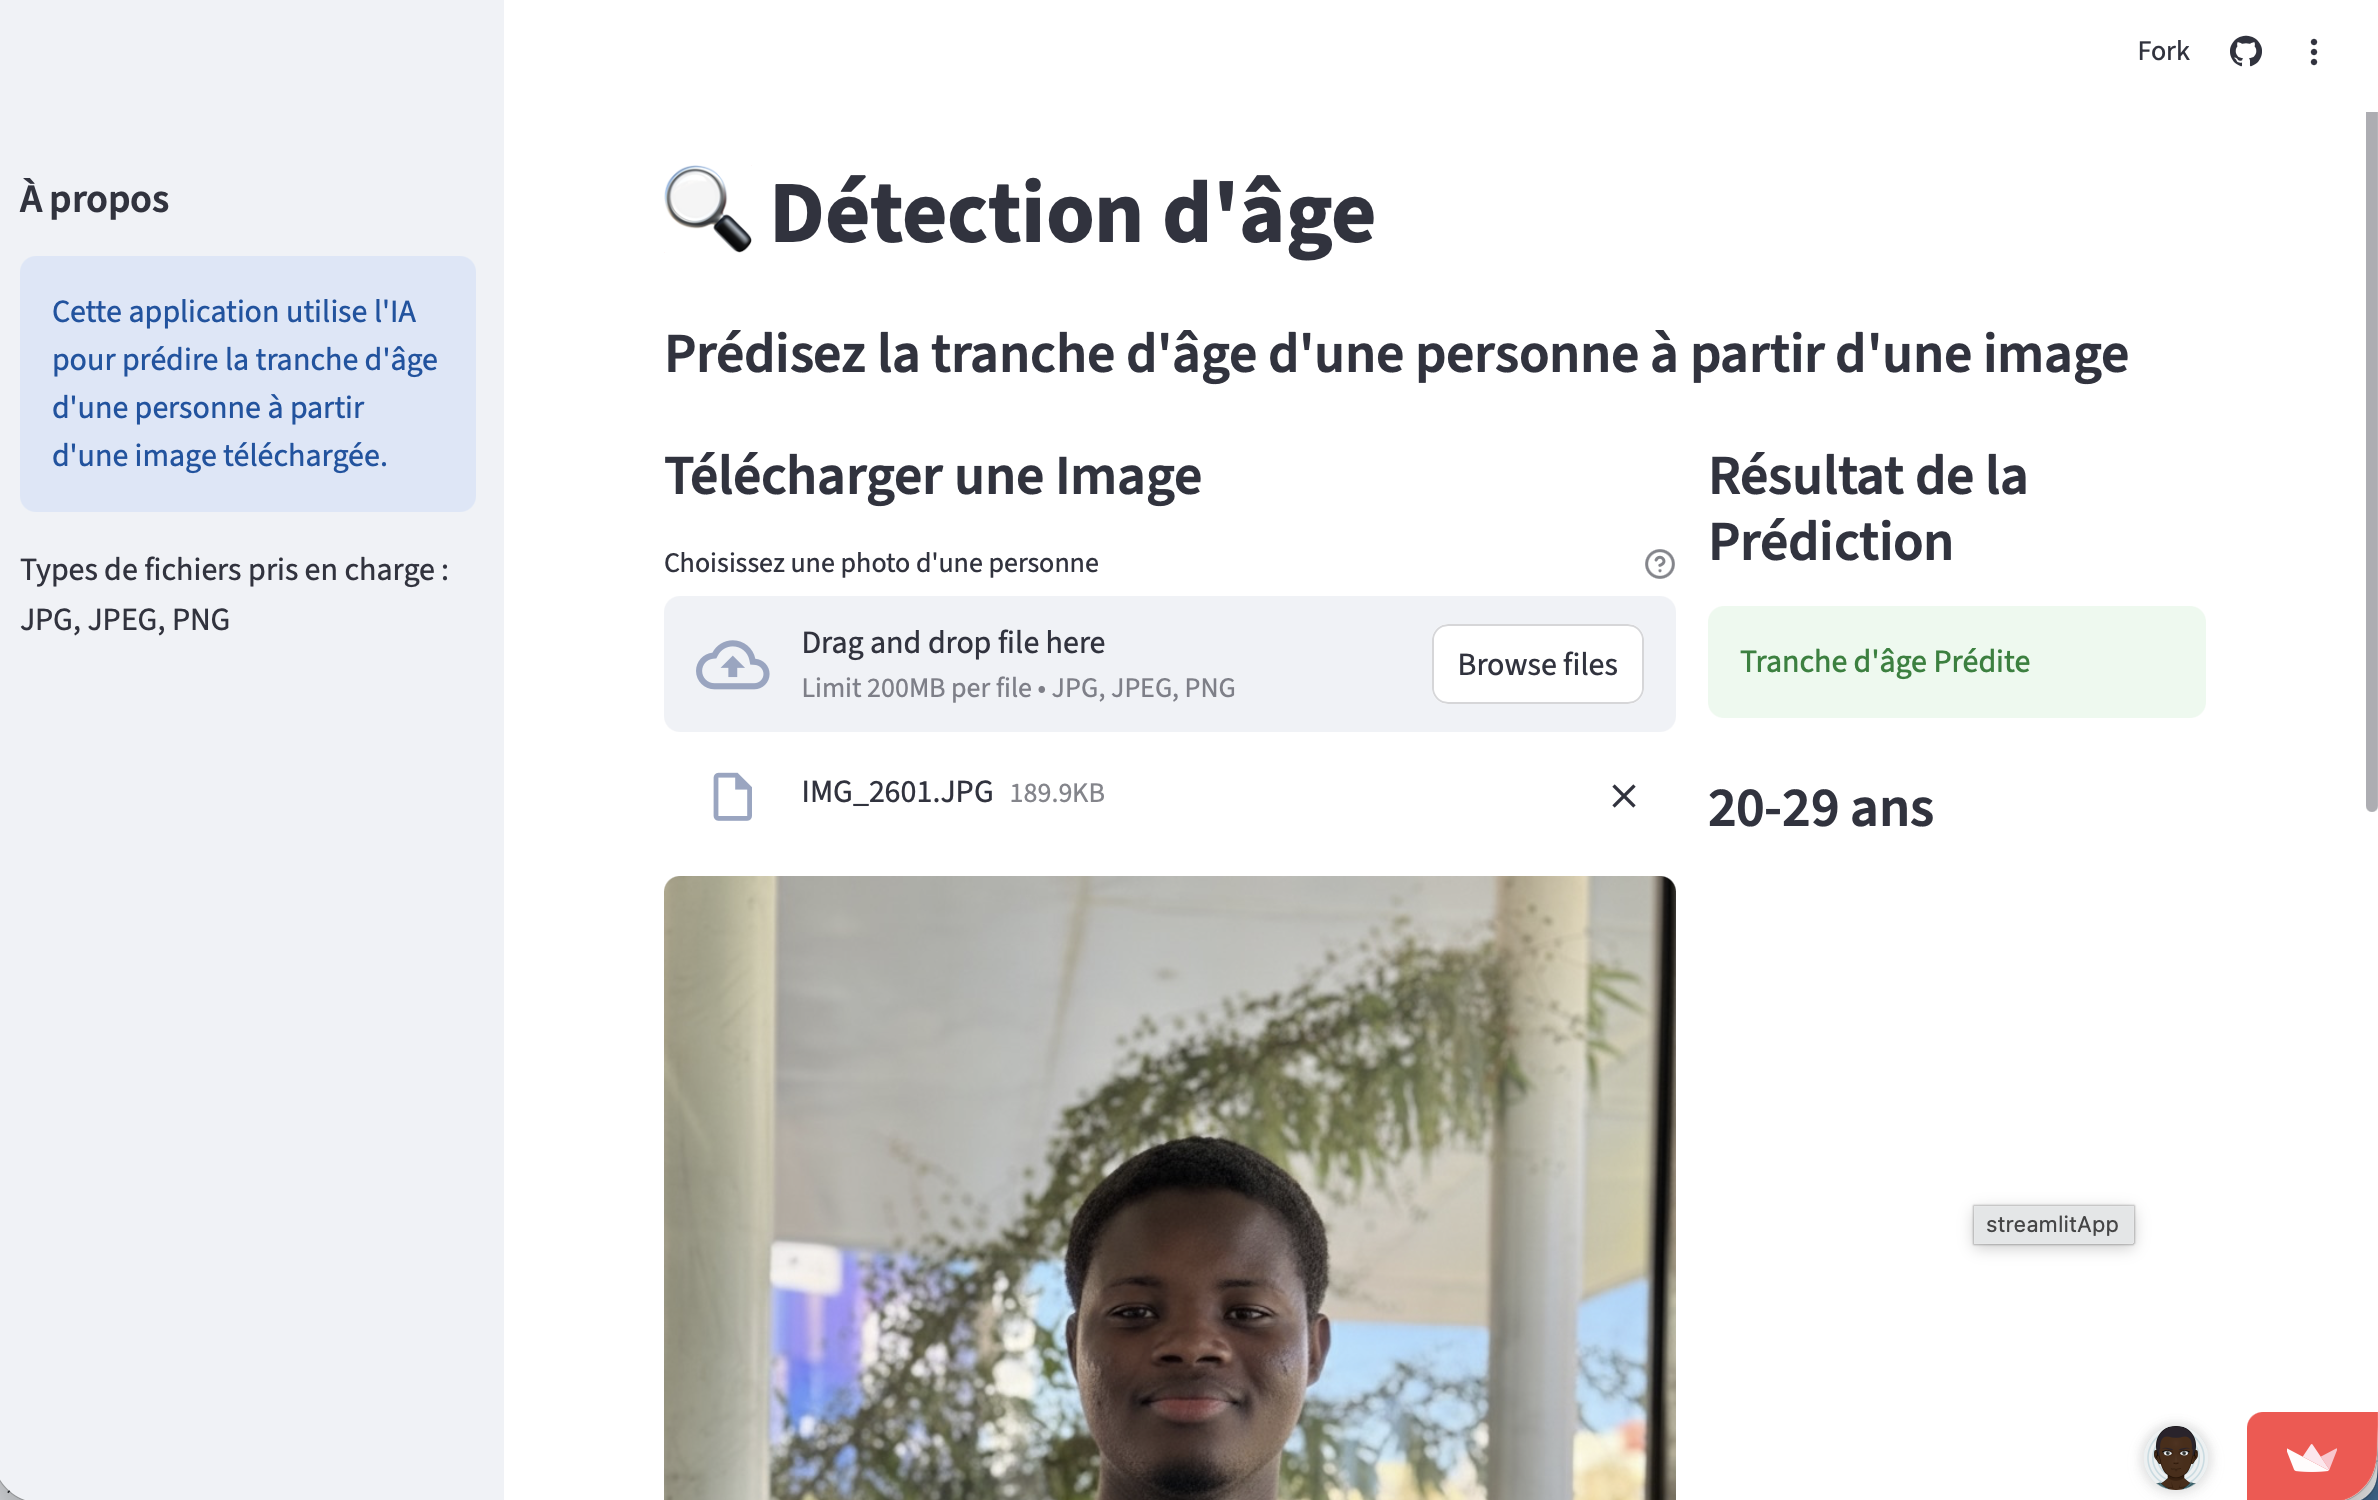 Fork
À propos
Cette application utilise l'IA
pour prédire la tranche d'âge
d'une personne à partir
d'une image téléchargée.
Types de fichiers pris en charge :
JPG, JPEG, PNG
Détection d'âge
Prédisez la tranche d'âge d'une personne à partir d'une image
Télécharger une Image
Choisissez une photo d'une personne
Drag and drop file here
Limit 200MB per file • JPG, JPEG, PNG
Browse files
IMG_2601.JPG 189.9KB
Résultat de la
Prédiction
Tranche d'âge Prédite
20-29 ans
streamlitApp